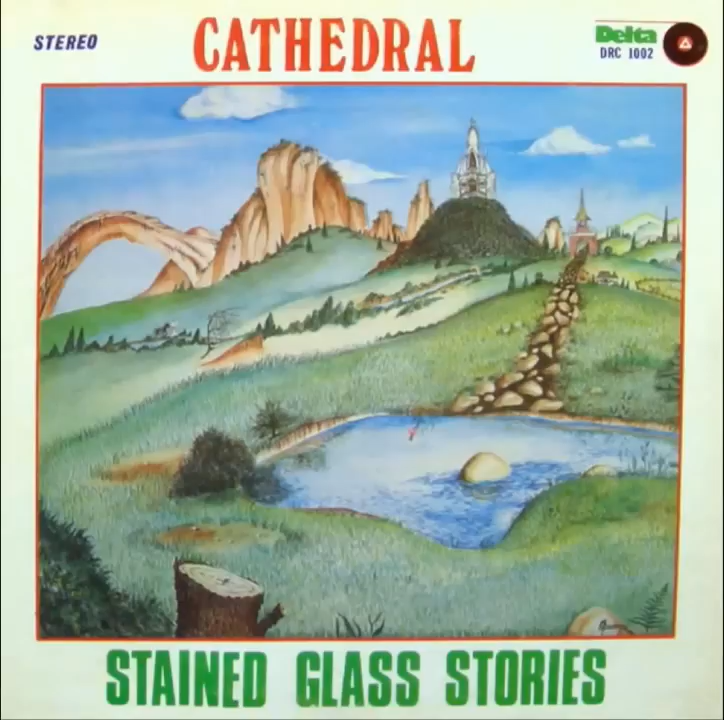 STEREO
CATHEDRAL
Delta
DRC 1002
STAINED GLASS STORIES